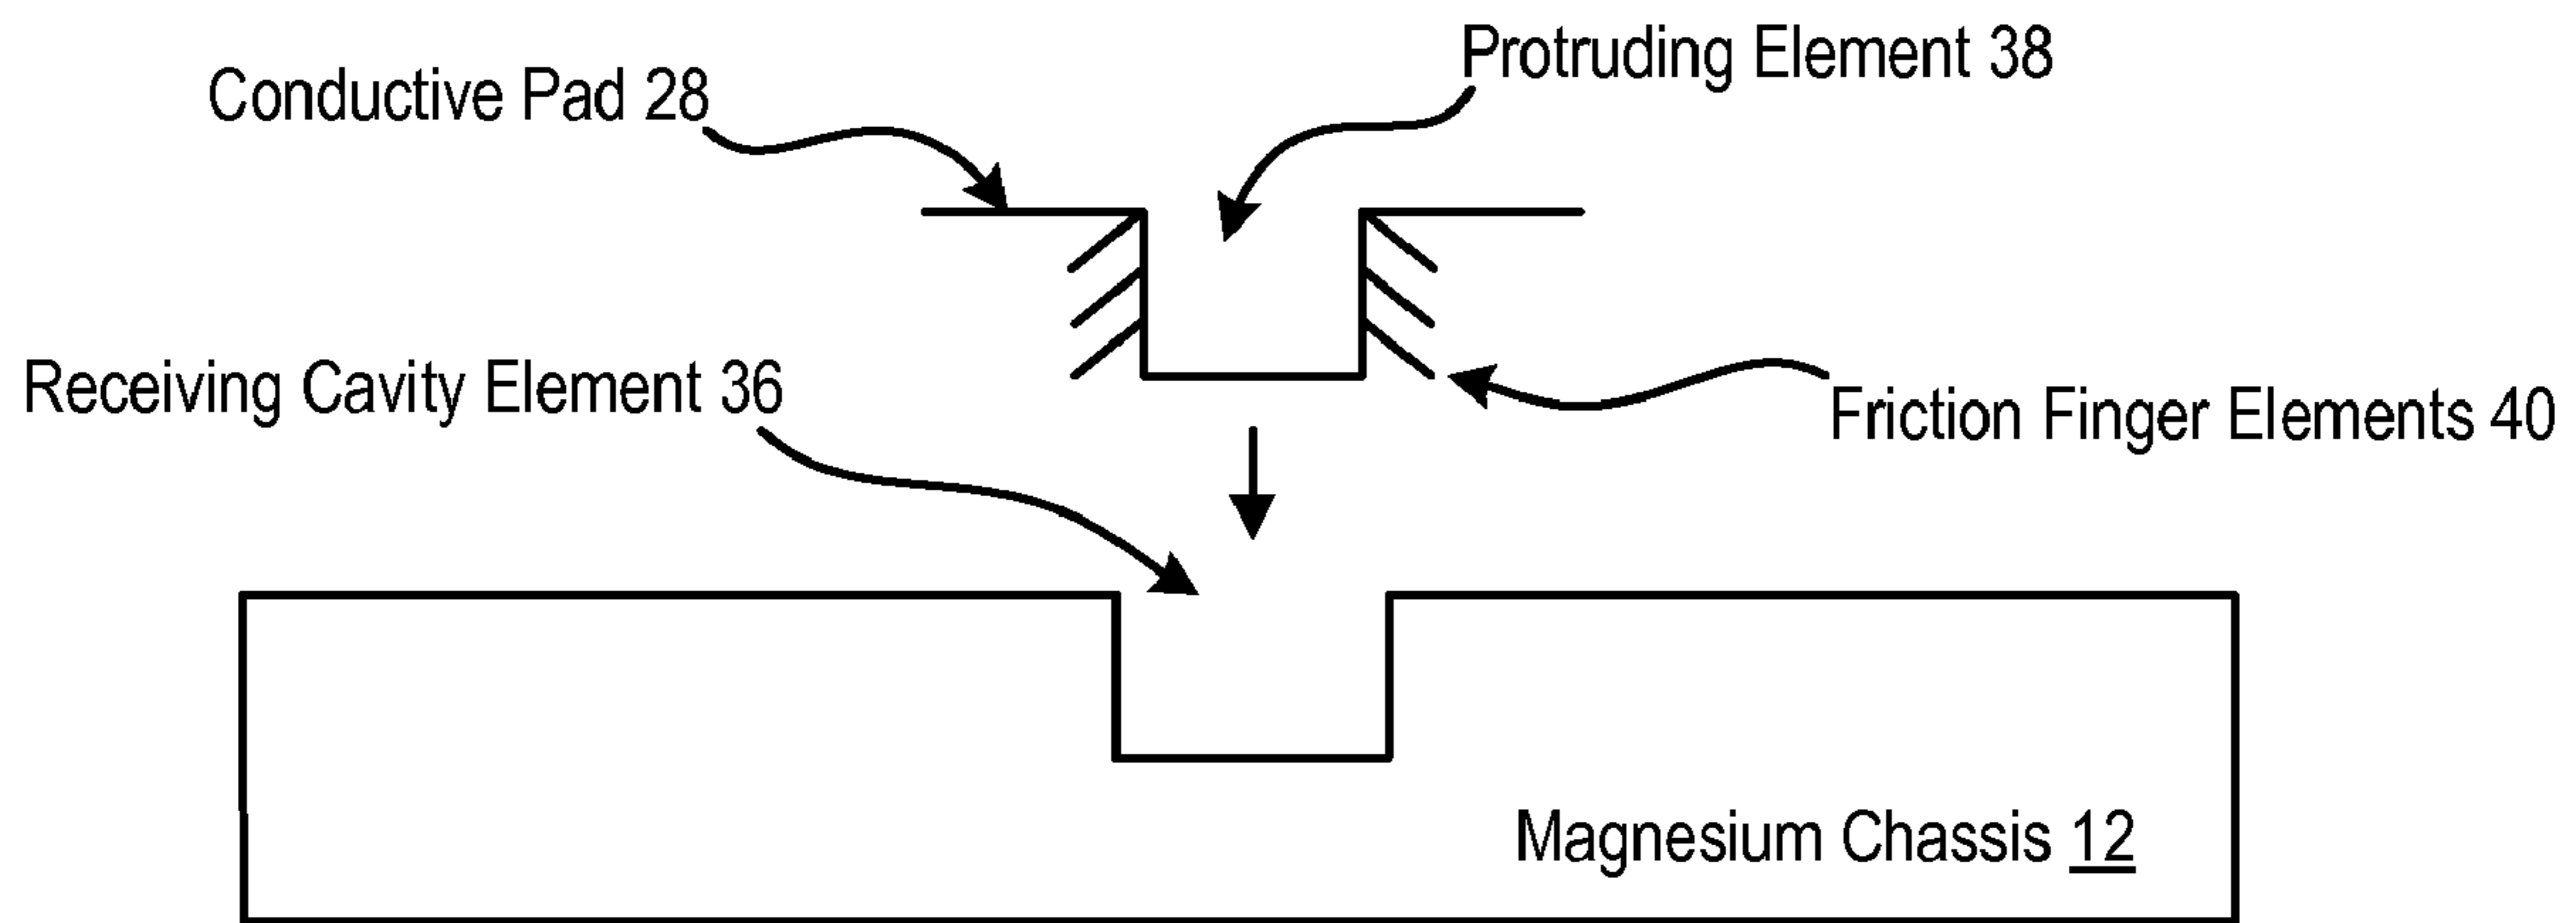 Protruding Element 38
Conductive Pad 28
Receiving Cavity Element 36
Friction Finger Elements 40
Magnesium Chassis 12